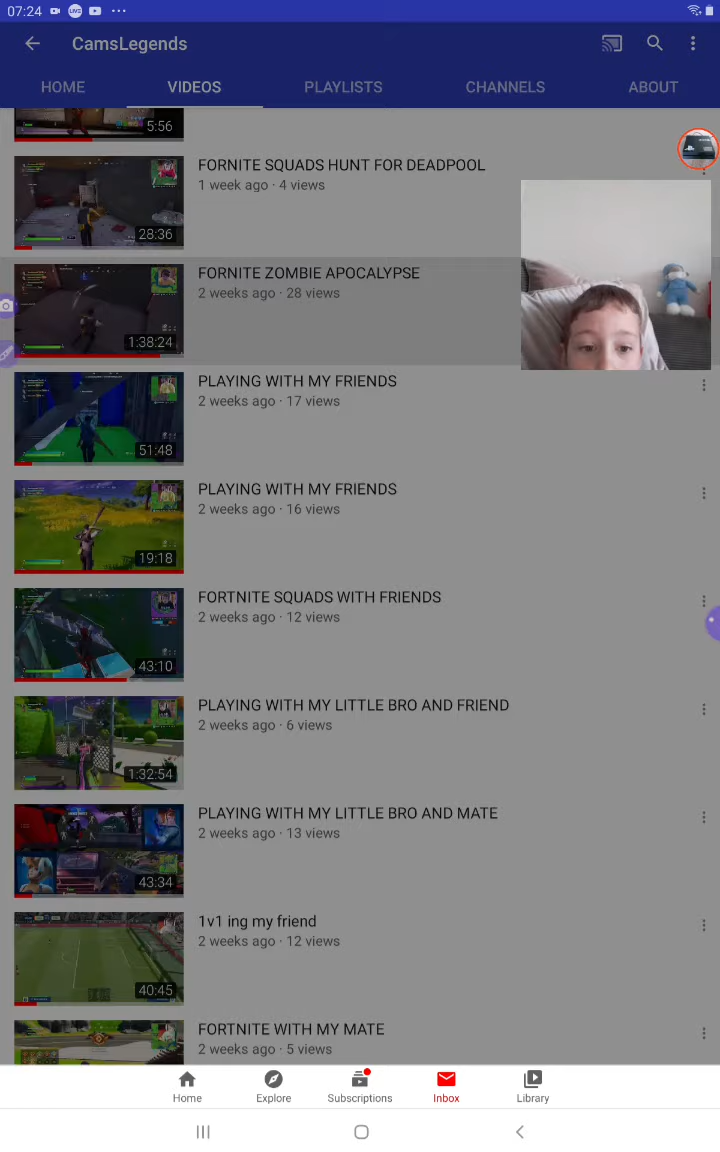 07:24 LIVE
CamsLegends
HOME VIDEOS PLAYLISTS CHANNELS ABOUT
5:56
FORNITE SQUADS HUNT FOR DEADPOOL
1 week ago · 4 views
28:36
FORNITE ZOMBIE APOCALYPSE
2 weeks ago · 28 views
1:38:24
PLAYING WITH MY FRIENDS
2 weeks ago · 17 views
51:48
PLAYING WITH MY FRIENDS
2 weeks ago · 16 views
19:18
FORTNITE SQUADS WITH FRIENDS
2 weeks ago · 12 views
43:10
PLAYING WITH MY LITTLE BRO AND FRIEND
2 weeks ago · 6 views
1:32:54
PLAYING WITH MY LITTLE BRO AND MATE
2 weeks ago · 13 views
43:34
1v1 ing my friend
2 weeks ago · 12 views
40:45
FORTNITE WITH MY MATE
2 weeks ago · 5 views
Home Explore Subscriptions Inbox Library